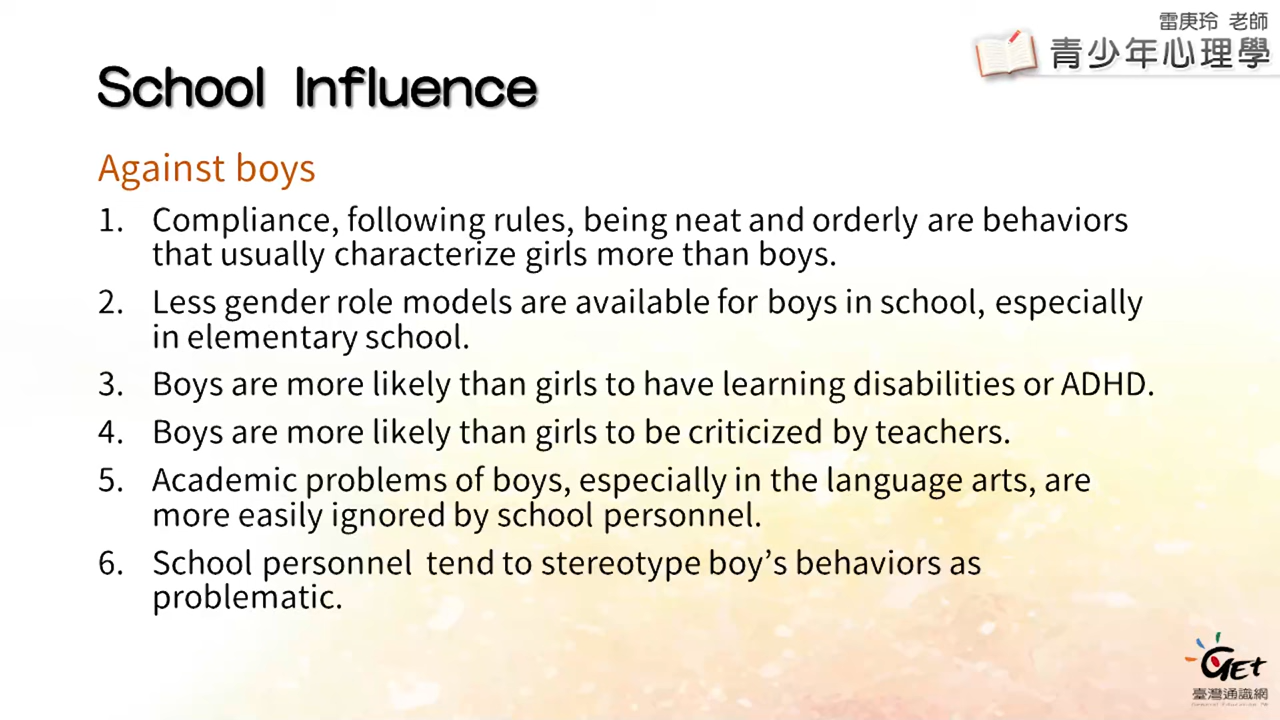 雷庚玲 老師
青少年心理學
School Influence
Against boys
1. Compliance, following rules, being neat and orderly are behaviors
that usually characterize girls more than boys.
2. Less gender role models are available for boys in school, especially
in elementary school.
3. Boys are more likely than girls to have learning disabilities or ADHD.
4. Boys are more likely than girls to be criticized by teachers.
5. Academic problems of boys, especially in the language arts, are
more easily ignored by school personnel.
6. School personnel tend to stereotype boy’s behaviors as
problematic.
GET
臺灣通識網